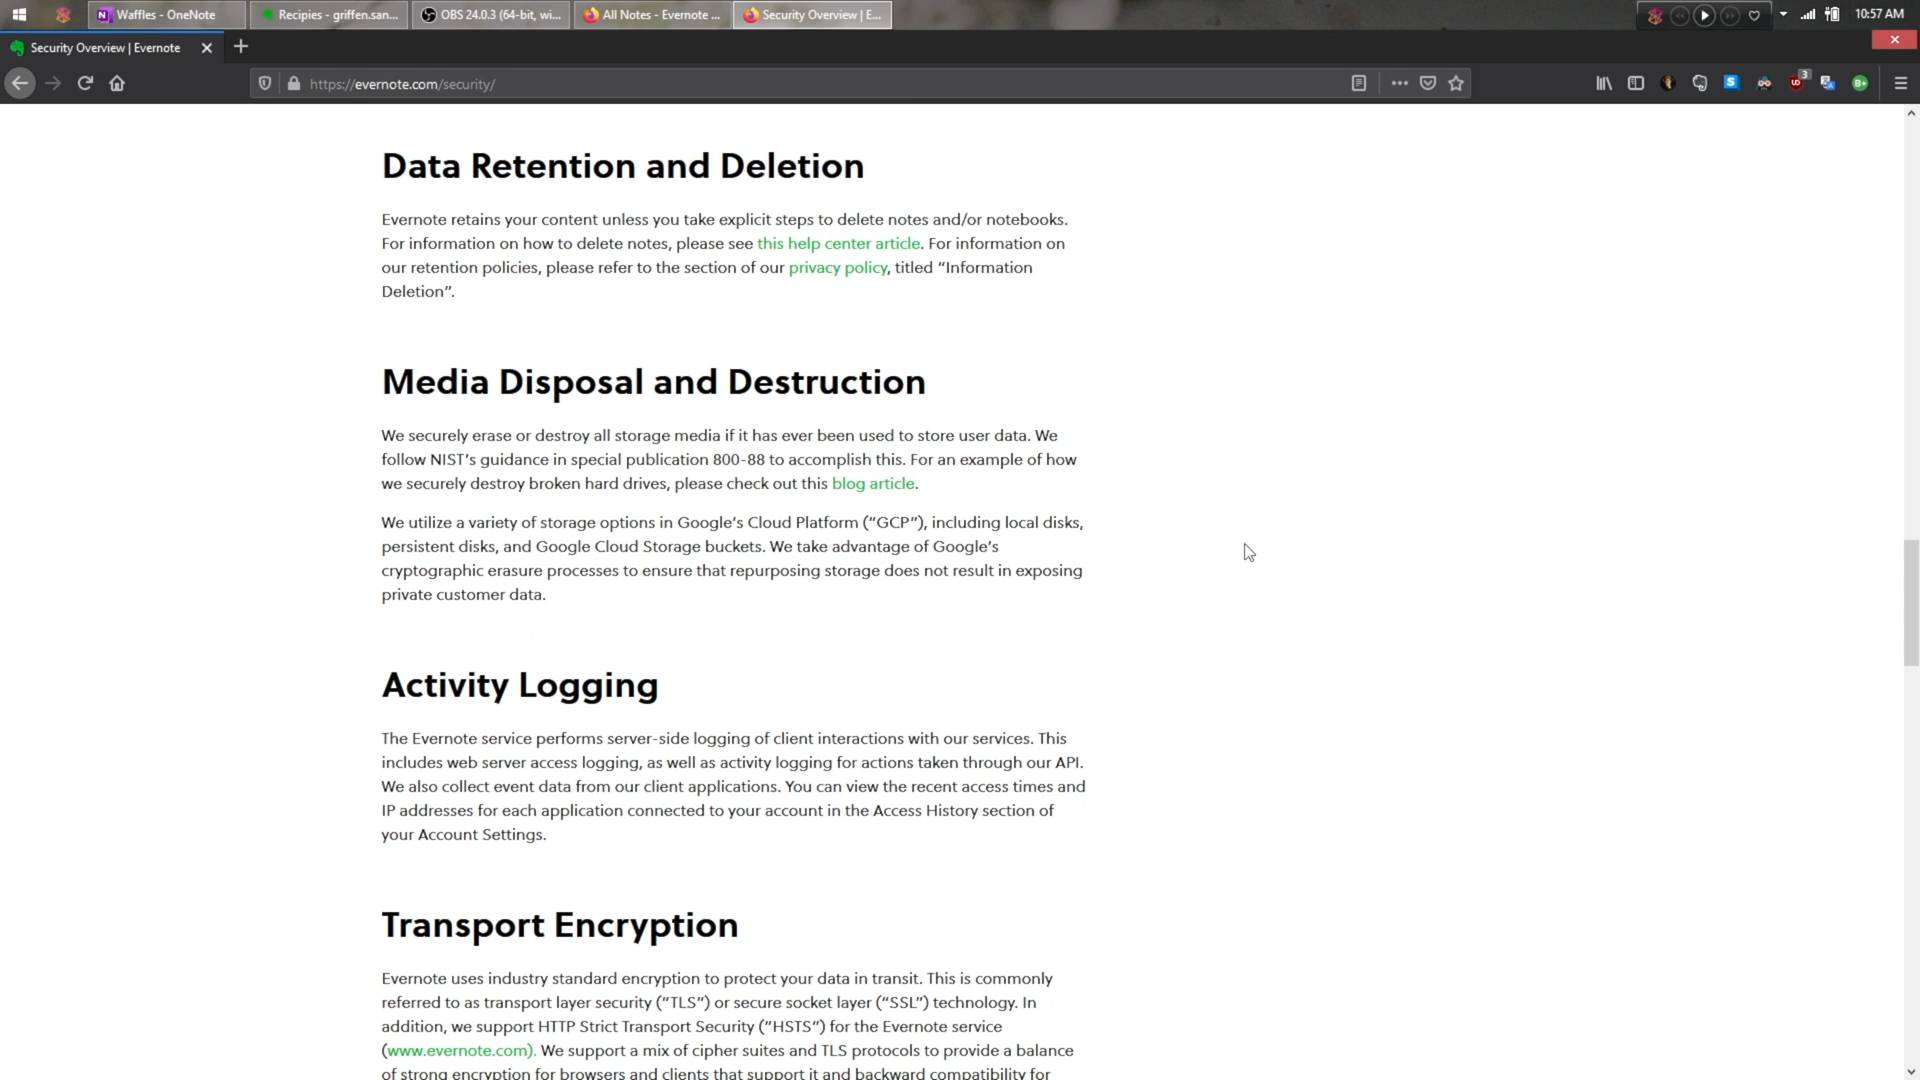 Waffles - OneNote
Recipies - griffen.san...
OBS 24.0.3 (64-bit, wi...
All Notes - Evernote ...
Security Overview | E...
10:57 AM
Security Overview | Evernote
https://evernote.com/security/
3
Data Retention and Deletion
Evernote retains your content unless you take explicit steps to delete notes and/or notebooks.
For information on how to delete notes, please see this help center article. For information on
our retention policies, please refer to the section of our privacy policy, titled “Information
Deletion”.
Media Disposal and Destruction
We securely erase or destroy all storage media if it has ever been used to store user data. We
follow NIST’s guidance in special publication 800-88 to accomplish this. For an example of how
we securely destroy broken hard drives, please check out this blog article.
We utilize a variety of storage options in Google’s Cloud Platform (“GCP”), including local disks,
persistent disks, and Google Cloud Storage buckets. We take advantage of Google’s
cryptographic erasure processes to ensure that repurposing storage does not result in exposing
private customer data.
Activity Logging
The Evernote service performs server-side logging of client interactions with our services. This
includes web server access logging, as well as activity logging for actions taken through our API.
We also collect event data from our client applications. You can view the recent access times and
IP addresses for each application connected to your account in the Access History section of
your Account Settings.
Transport Encryption
Evernote uses industry standard encryption to protect your data in transit. This is commonly
referred to as transport layer security (“TLS”) or secure socket layer (“SSL”) technology. In
addition, we support HTTP Strict Transport Security (“HSTS”) for the Evernote service
(www.evernote.com). We support a mix of cipher suites and TLS protocols to provide a balance
of strong encryption for browsers and clients that support it and backward compatibility for